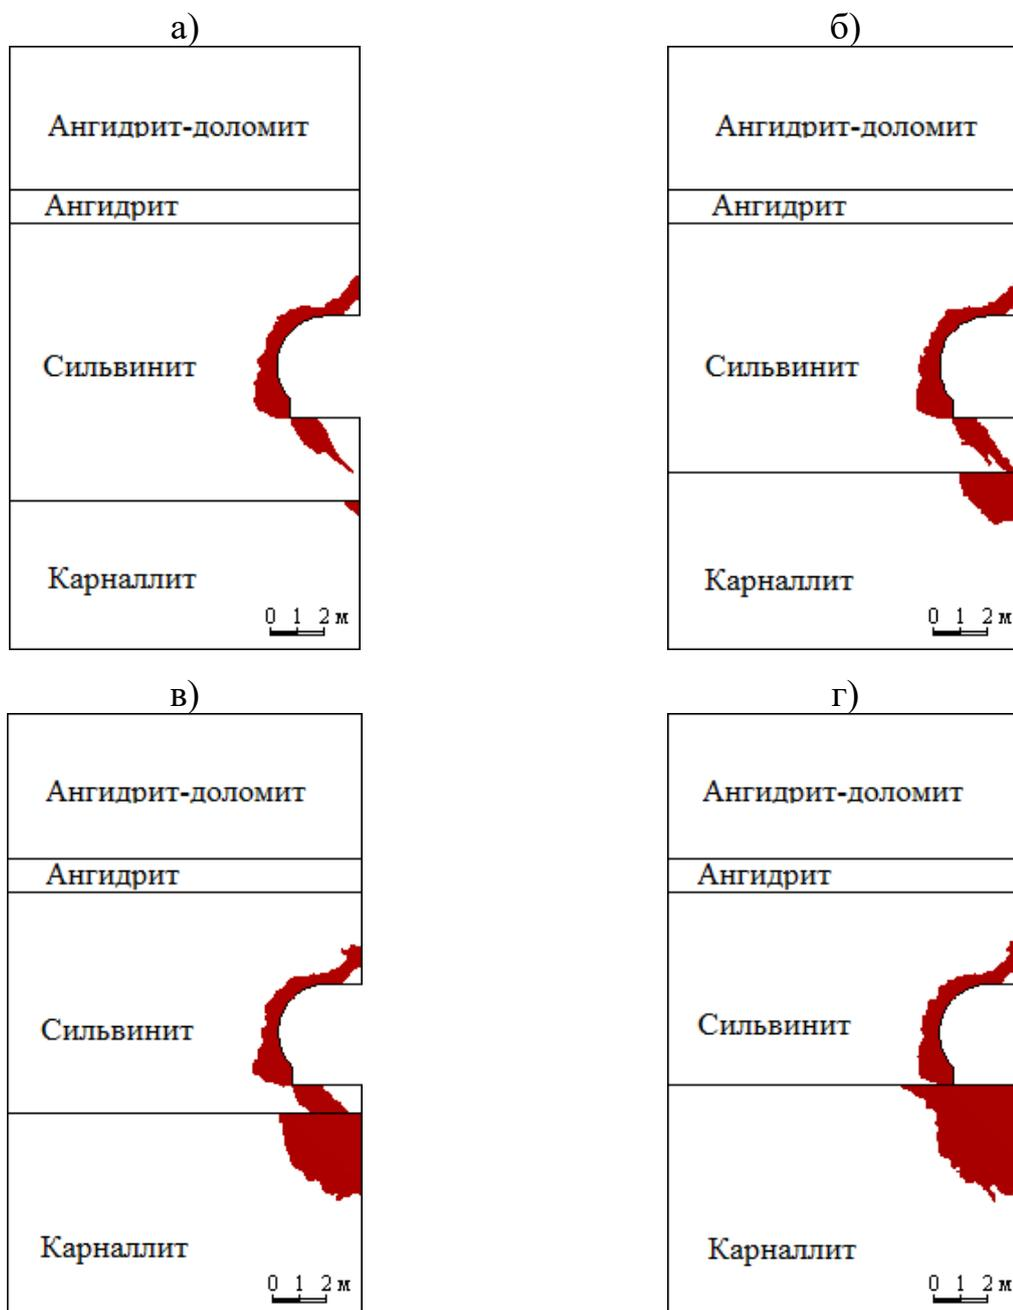 а)
Ангидрит-доломит
Ангидрит
Сильвинит
Карналлит
0 1 2 м
б)
Ангидрит-доломит
Ангидрит
Сильвинит
Карналлит
0 1 2 м
в)
Ангидрит-доломит
Ангидрит
Сильвинит
Карналлит
0 1 2 м
г)
Ангидрит-доломит
Ангидрит
Сильвинит
Карналлит
0 1 2 м